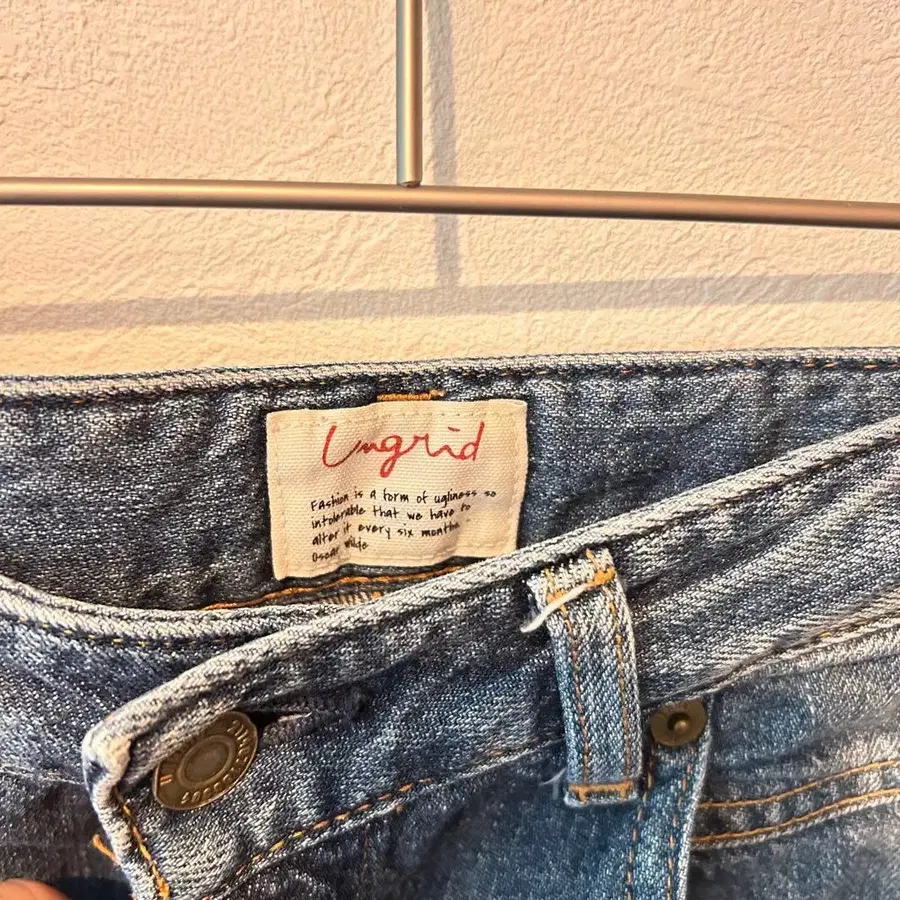 Ungrid
Fashion is a form of ugliness so
intolerable that we have to
alter it every six months
Oscar Wilde